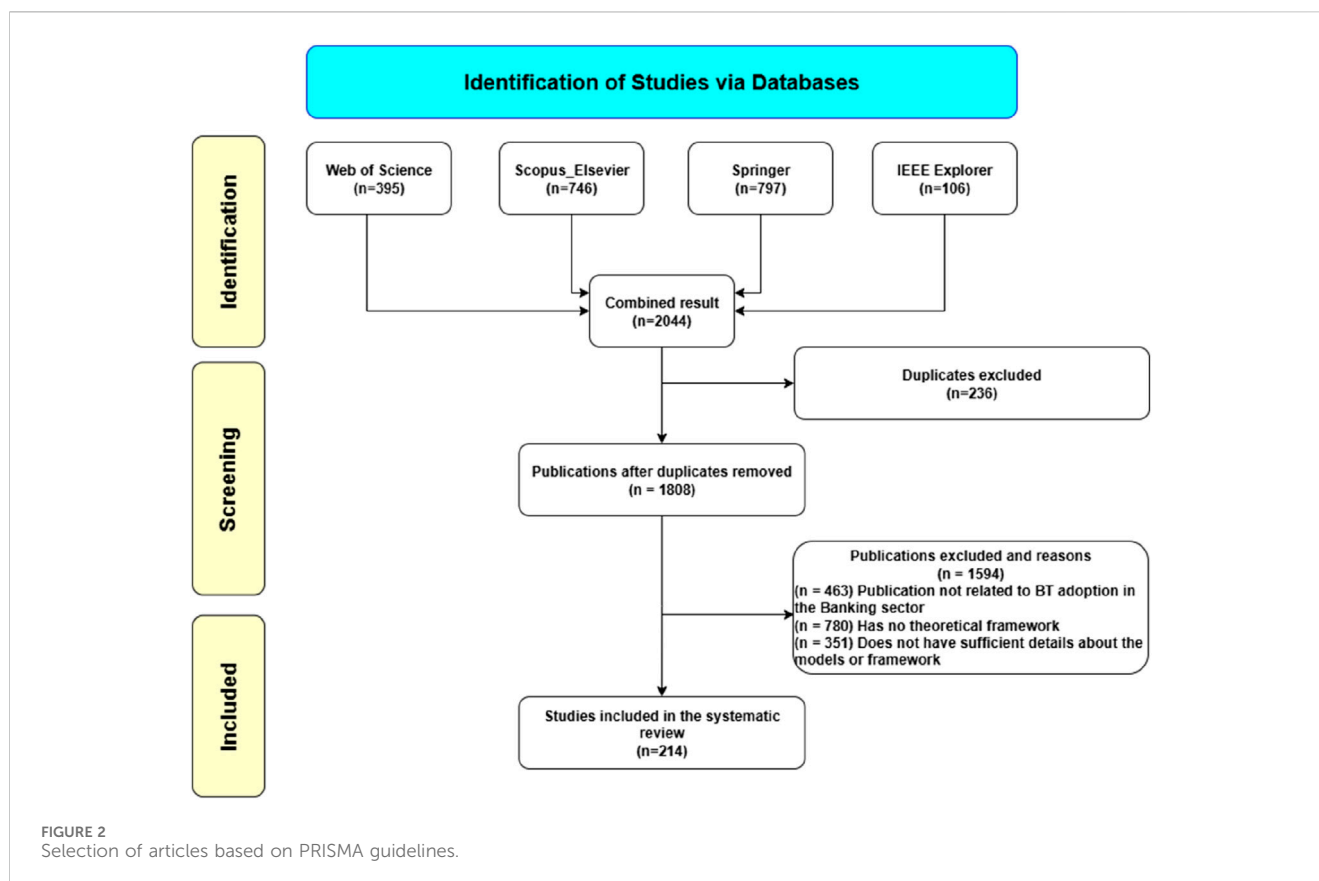 Identification of Studies via Databases
Identification
Web of Science
(n=395)
Scopus_Elsevier
(n=746)
Springer
(n=797)
IEEE Explorer
(n=106)
Combined result
(n=2044)
Duplicates excluded
(n=236)
Screening
Publications after duplicates removed
(n = 1808)
Publications excluded and reasons
(n = 1594)
(n = 463) Publication not related to BT adoption in
the Banking sector
(n = 780) Has no theoretical framework
(n = 351) Does not have sufficient details about the
models or framework
Included
Studies included in the systematic
review
(n=214)
FIGURE 2
Selection of articles based on PRISMA guidelines.